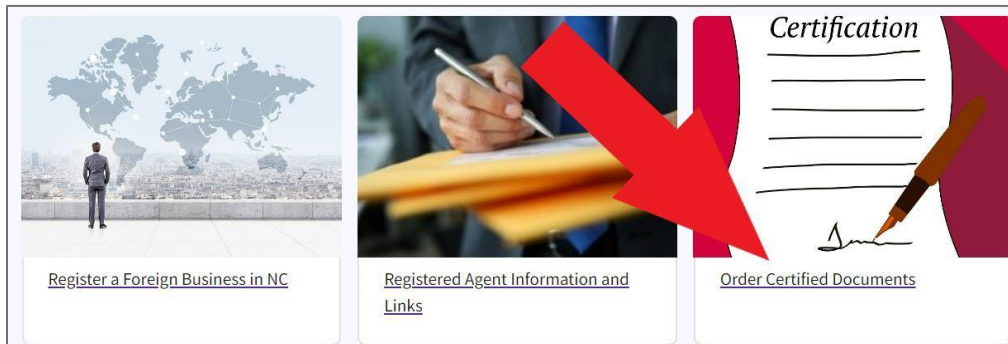 Certification
Register a Foreign Business in NC
Registered Agent Information and
Links
Order Certified Documents